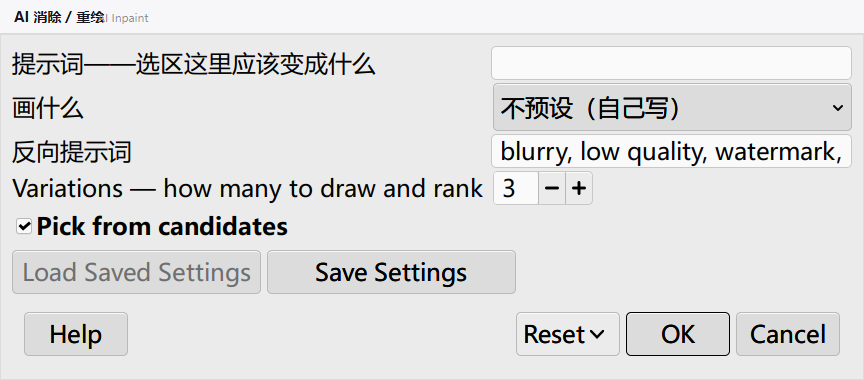 AI 消除 / 重绘 AI Inpaint
提示词——选区这里应该变成什么
画什么 不预设（自己写）
反向提示词 blurry, low quality, watermark,
Variations — how many to draw and rank 3
Pick from candidates
Load Saved Settings Save Settings
Help Reset OK Cancel